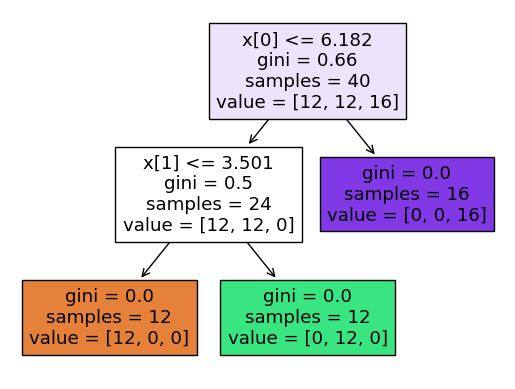 x[0] <= 6.182
gini = 0.66
samples = 40
value = [12, 12, 16]
x[1] <= 3.501
gini = 0.5
samples = 24
value = [12, 12, 0]
gini = 0.0
samples = 16
value = [0, 0, 16]
gini = 0.0
samples = 12
value = [12, 0, 0]
gini = 0.0
samples = 12
value = [0, 12, 0]